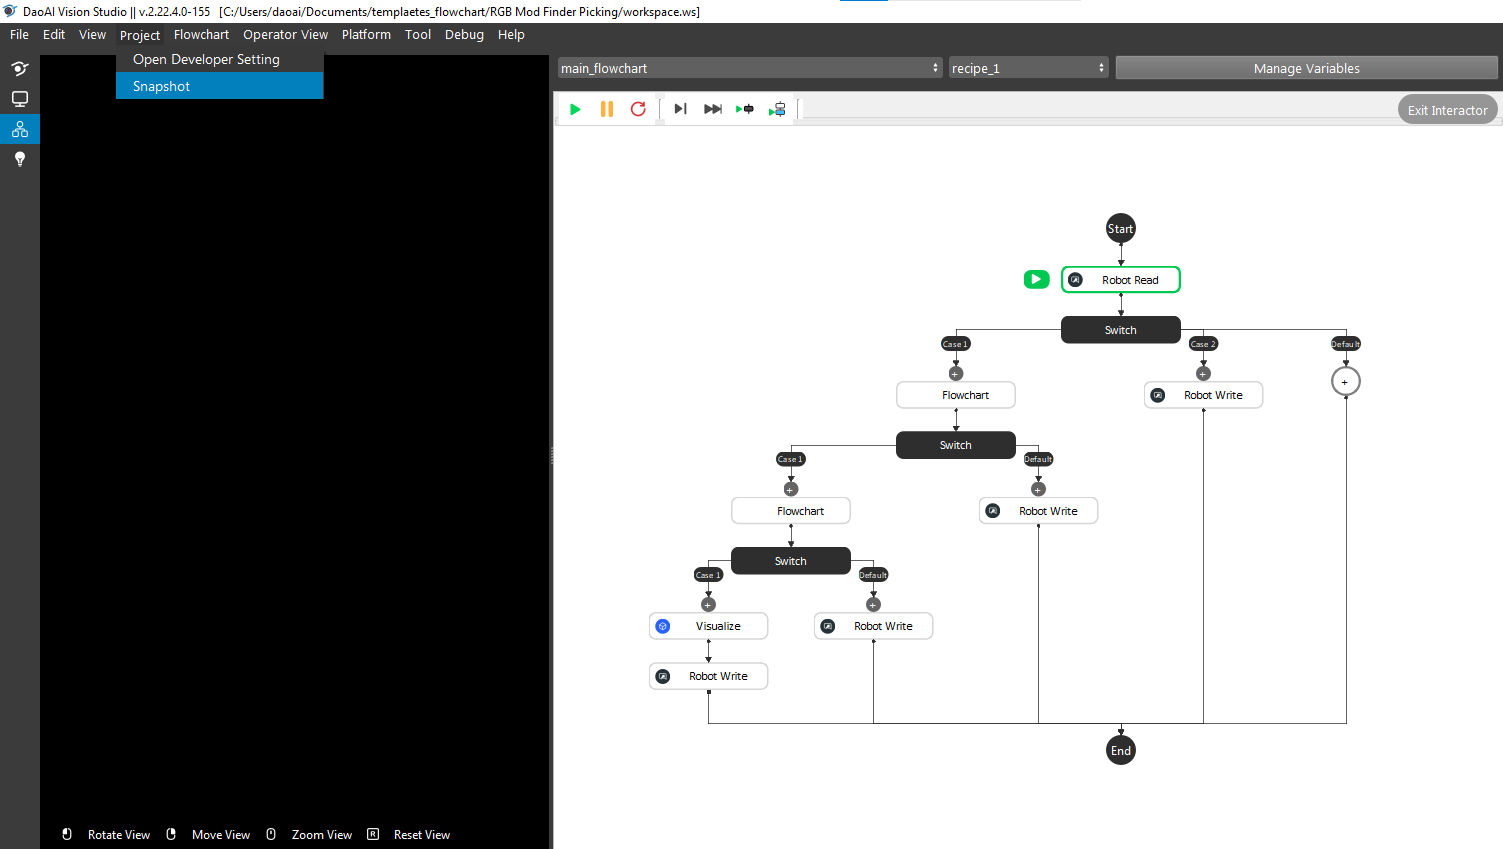 DaoAI Vision Studio || v.2.22.4.0-155 [C:/Users/daoai/Documents/templaetes_flowchart/RGB Mod Finder Picking/workspace.ws]
File Edit View Project Flowchart Operator View Platform Tool Debug Help
Open Developer Setting
Snapshot
main_flowchart recipe_1 Manage Variables
Exit Interactor
Start
Robot Read
Switch
Case 1 Case 2 Default
+ + +
Flowchart Robot Write
Switch
Case 1 Default
+ +
Flowchart Robot Write
Switch
Case 1 Default
+ +
Visualize Robot Write
Robot Write
End
Rotate View Move View Zoom View R Reset View